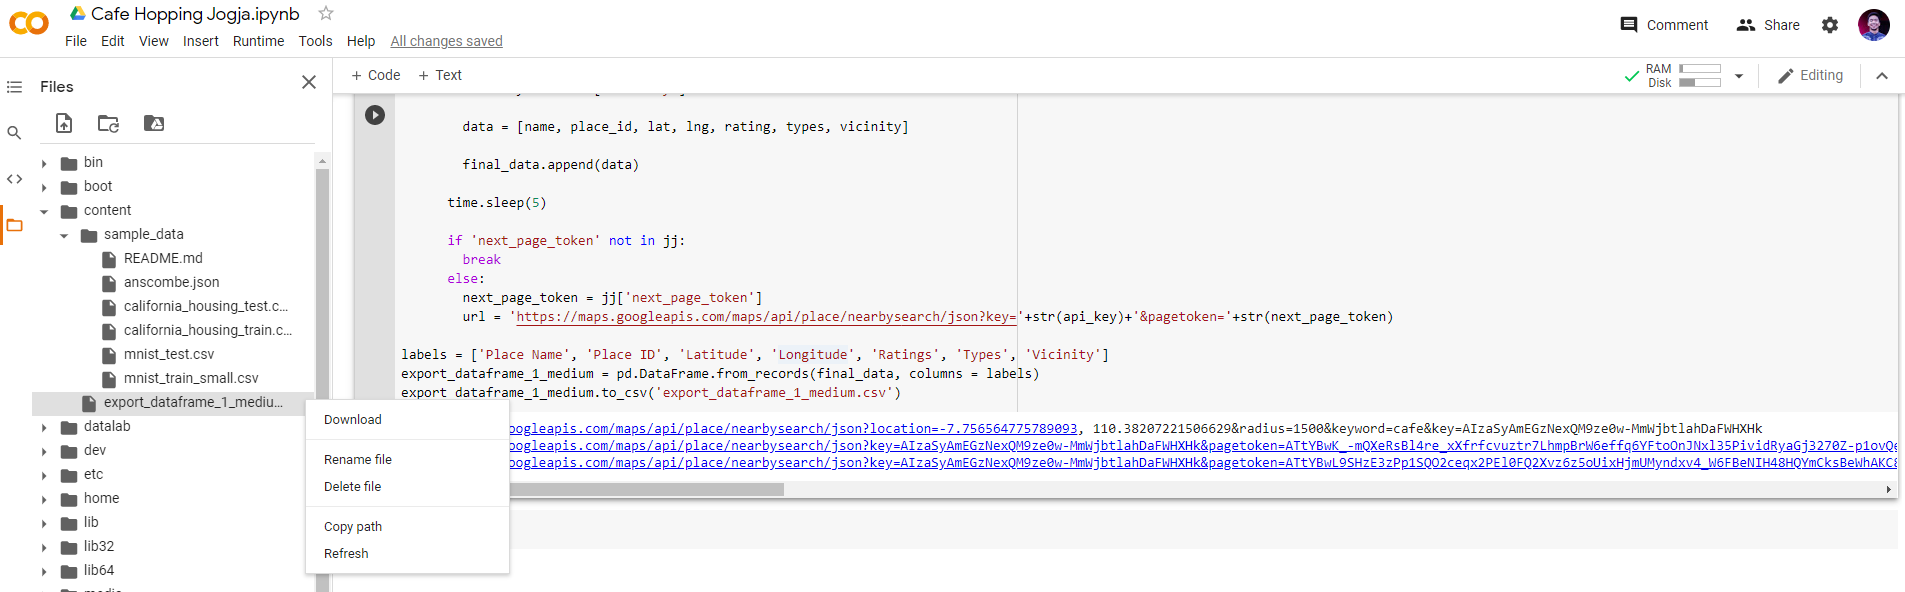 Cafe Hopping Jogja.ipynb
File Edit View Insert Runtime Tools Help All changes saved
Comment Share
Files
+ Code + Text
RAM
Disk
Editing
bin
boot
content
sample_data
README.md
anscombe.json
california_housing_test.c...
california_housing_train.c...
mnist_test.csv
mnist_train_small.csv
export_dataframe_1_mediu...
datalab
dev
etc
home
lib
lib32
lib64
data = [name, place_id, lat, lng, rating, types, vicinity]
final_data.append(data)
time.sleep(5)
if 'next_page_token' not in jj:
break
else:
next_page_token = jj['next_page_token']
url = 'https://maps.googleapis.com/maps/api/place/nearbysearch/json?key='+str(api_key)+'&pagetoken='+str(next_page_token)
labels = ['Place Name', 'Place ID', 'Latitude', 'Longitude', 'Ratings', 'Types', 'Vicinity']
export_dataframe_1_medium = pd.DataFrame.from_records(final_data, columns = labels)
export_dataframe_1_medium.to_csv('export_dataframe_1_medium.csv')
oogleapis.com/maps/api/place/nearbysearch/json?location=-7.756564775789093, 110.38207221506629&radius=1500&keyword=cafe&key=AIzaSyAmEGzNexQM9ze0w-MmWjbtlahDaFWHXHk
oogleapis.com/maps/api/place/nearbysearch/json?key=AIzaSyAmEGzNexQM9ze0w-MmWjbtlahDaFWHXHk&pagetoken=ATtYBwK_-mQXeRsBl4re_xXfrfcvuztr7LhmpBrW6effq6YFtoOnJNxl35PividRyaGj3270Z-p1ovQe
oogleapis.com/maps/api/place/nearbysearch/json?key=AIzaSyAmEGzNexQM9ze0w-MmWjbtlahDaFWHXHk&pagetoken=ATtYBwL9SHzE3zPp1SQO2ceqx2PEl0FQ2Xvz6z5oUixHjmUMyndxv4_W6FBeNIH48HQYmCksBeWhAKC8
Download
Rename file
Delete file
Copy path
Refresh